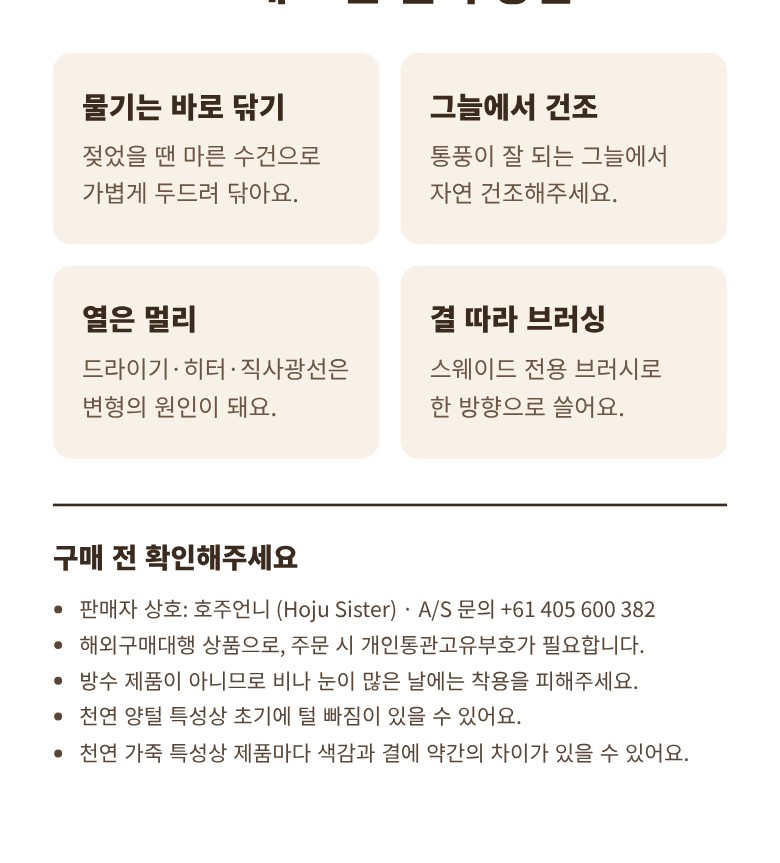 물기는 바로 닦기
젖었을 땐 마른 수건으로
가볍게 두드려 닦아요.
그늘에서 건조
통풍이 잘 되는 그늘에서
자연 건조해주세요.
열은 멀리
드라이기·히터·직사광선은
변형의 원인이 돼요.
결 따라 브러싱
스웨이드 전용 브러시로
한 방향으로 쓸어요.
구매 전 확인해주세요
• 판매자 상호: 호주언니 (Hoju Sister) · A/S 문의 +61 405 600 382
• 해외구매대행 상품으로, 주문 시 개인통관고유부호가 필요합니다.
• 방수 제품이 아니므로 비나 눈이 많은 날에는 착용을 피해주세요.
• 천연 양털 특성상 초기에 털 빠짐이 있을 수 있어요.
• 천연 가죽 특성상 제품마다 색감과 결에 약간의 차이가 있을 수 있어요.